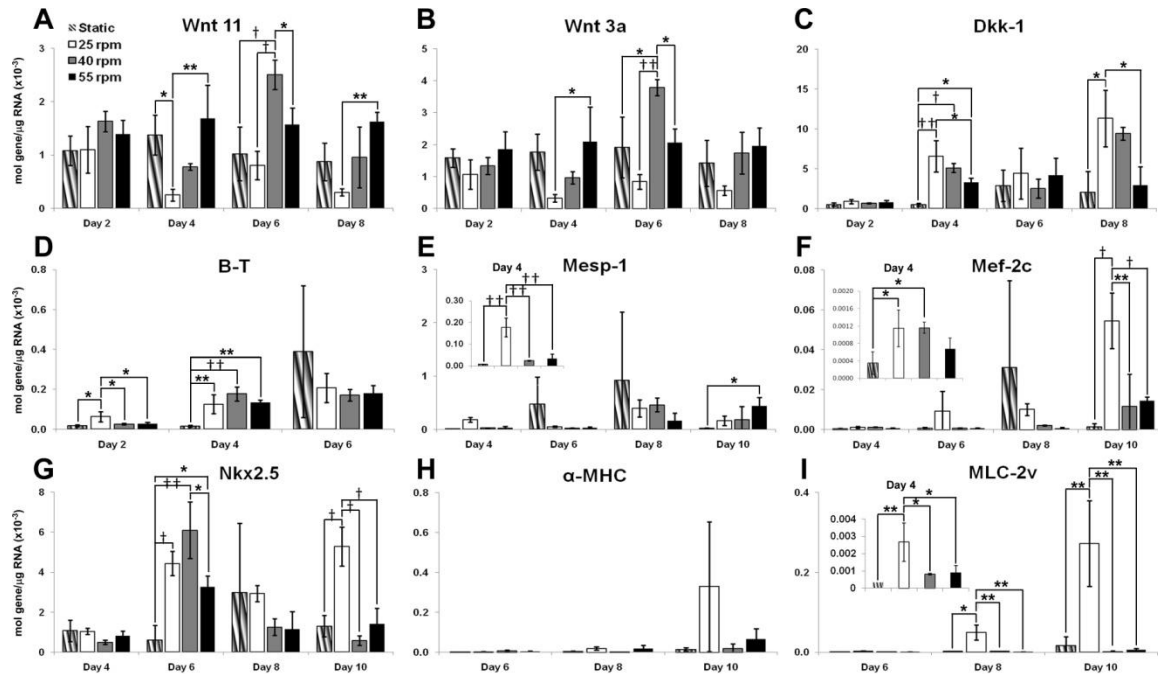 A Wnt 11
Static
25 rpm
40 rpm
55 rpm
mol gene/µg RNA (x10⁻³)
3
2
1
0
† * † * ** **
Day 2 Day 4 Day 6 Day 8
B Wnt 3a
5
4
3
2
1
0
* * * ††
Day 2 Day 4 Day 6 Day 8
C Dkk-1
25
20
15
10
5
0
* † †† * * *
Day 2 Day 4 Day 6 Day 8
D B-T
mol gene/µg RNA (x10⁻³)
0.8
0.6
0.4
0.2
0.0
* * * ** †† **
Day 2 Day 4 Day 6
E Mesp-1
3
2
1
0
Day 4
0.30
0.20
0.10
0.00
†† †† ††
*
Day 4 Day 6 Day 8 Day 10
F Mef-2c
0.08
0.06
0.04
0.02
0.00
Day 4
0.0020
0.0016
0.0012
0.0008
0.0004
0.0000
* *
† † **
Day 4 Day 6 Day 8 Day 10
G Nkx2.5
mol gene/µg RNA (x10⁻³)
8
6
4
2
0
* †† * † † † †
Day 4 Day 6 Day 8 Day 10
H α-MHC
0.8
0.6
0.4
0.2
0.0
Day 6 Day 8 Day 10
I MLC-2v
0.4
0.2
0.0
Day 4
0.004
0.003
0.002
0.001
0
** * *
* ** **
** ** **
Day 6 Day 8 Day 10